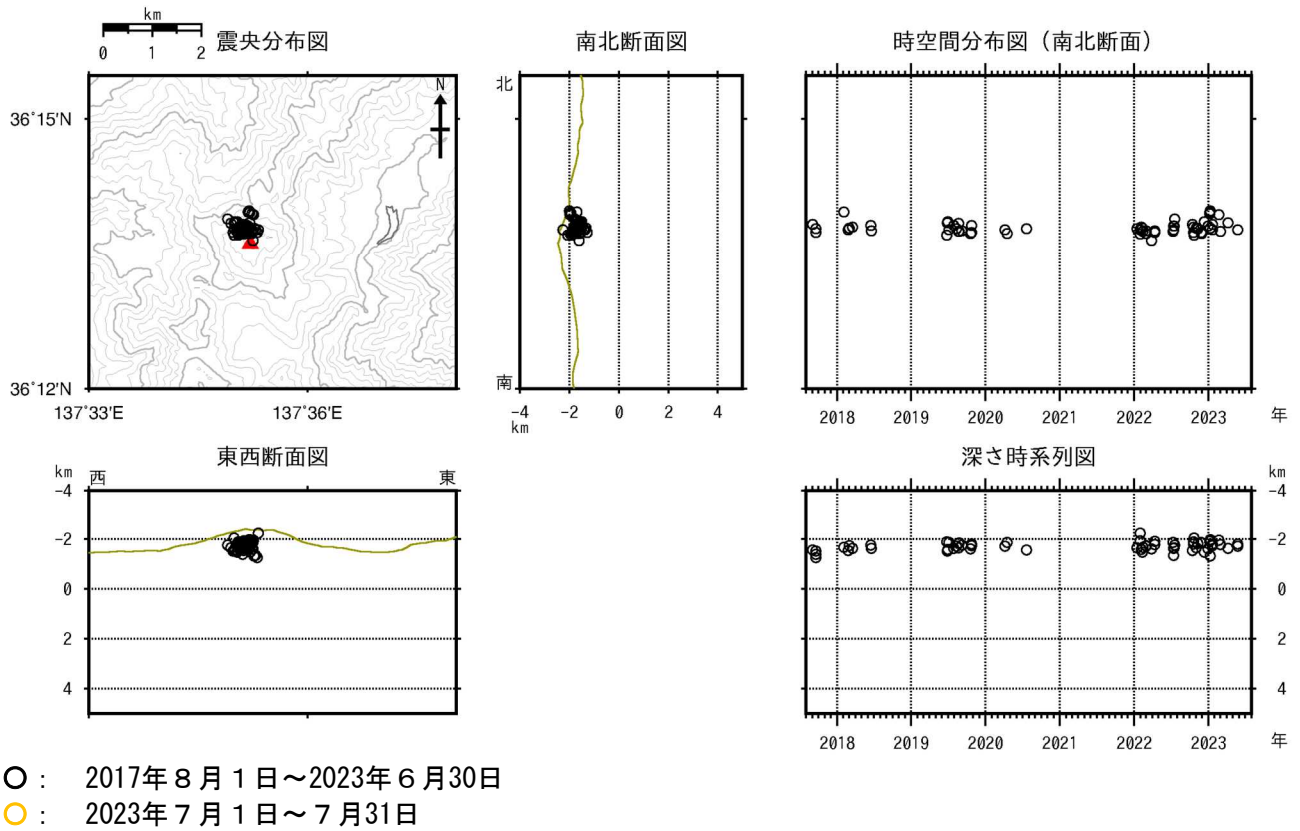 km
0 1 2
震央分布図
N
36°15'N
36°12'N
137°33'E 137°36'E
南北断面図
北
南
-4 -2 0 2 4
km
時空間分布図（南北断面）
2018 2019 2020 2021 2022 2023 年
東西断面図
km 西 東
-4
-2
0
2
4
深さ時系列図
km
-4
-2
0
2
4
2018 2019 2020 2021 2022 2023 年
○： 2017年８月１日～2023年６月30日
○： 2023年７月１日～７月31日